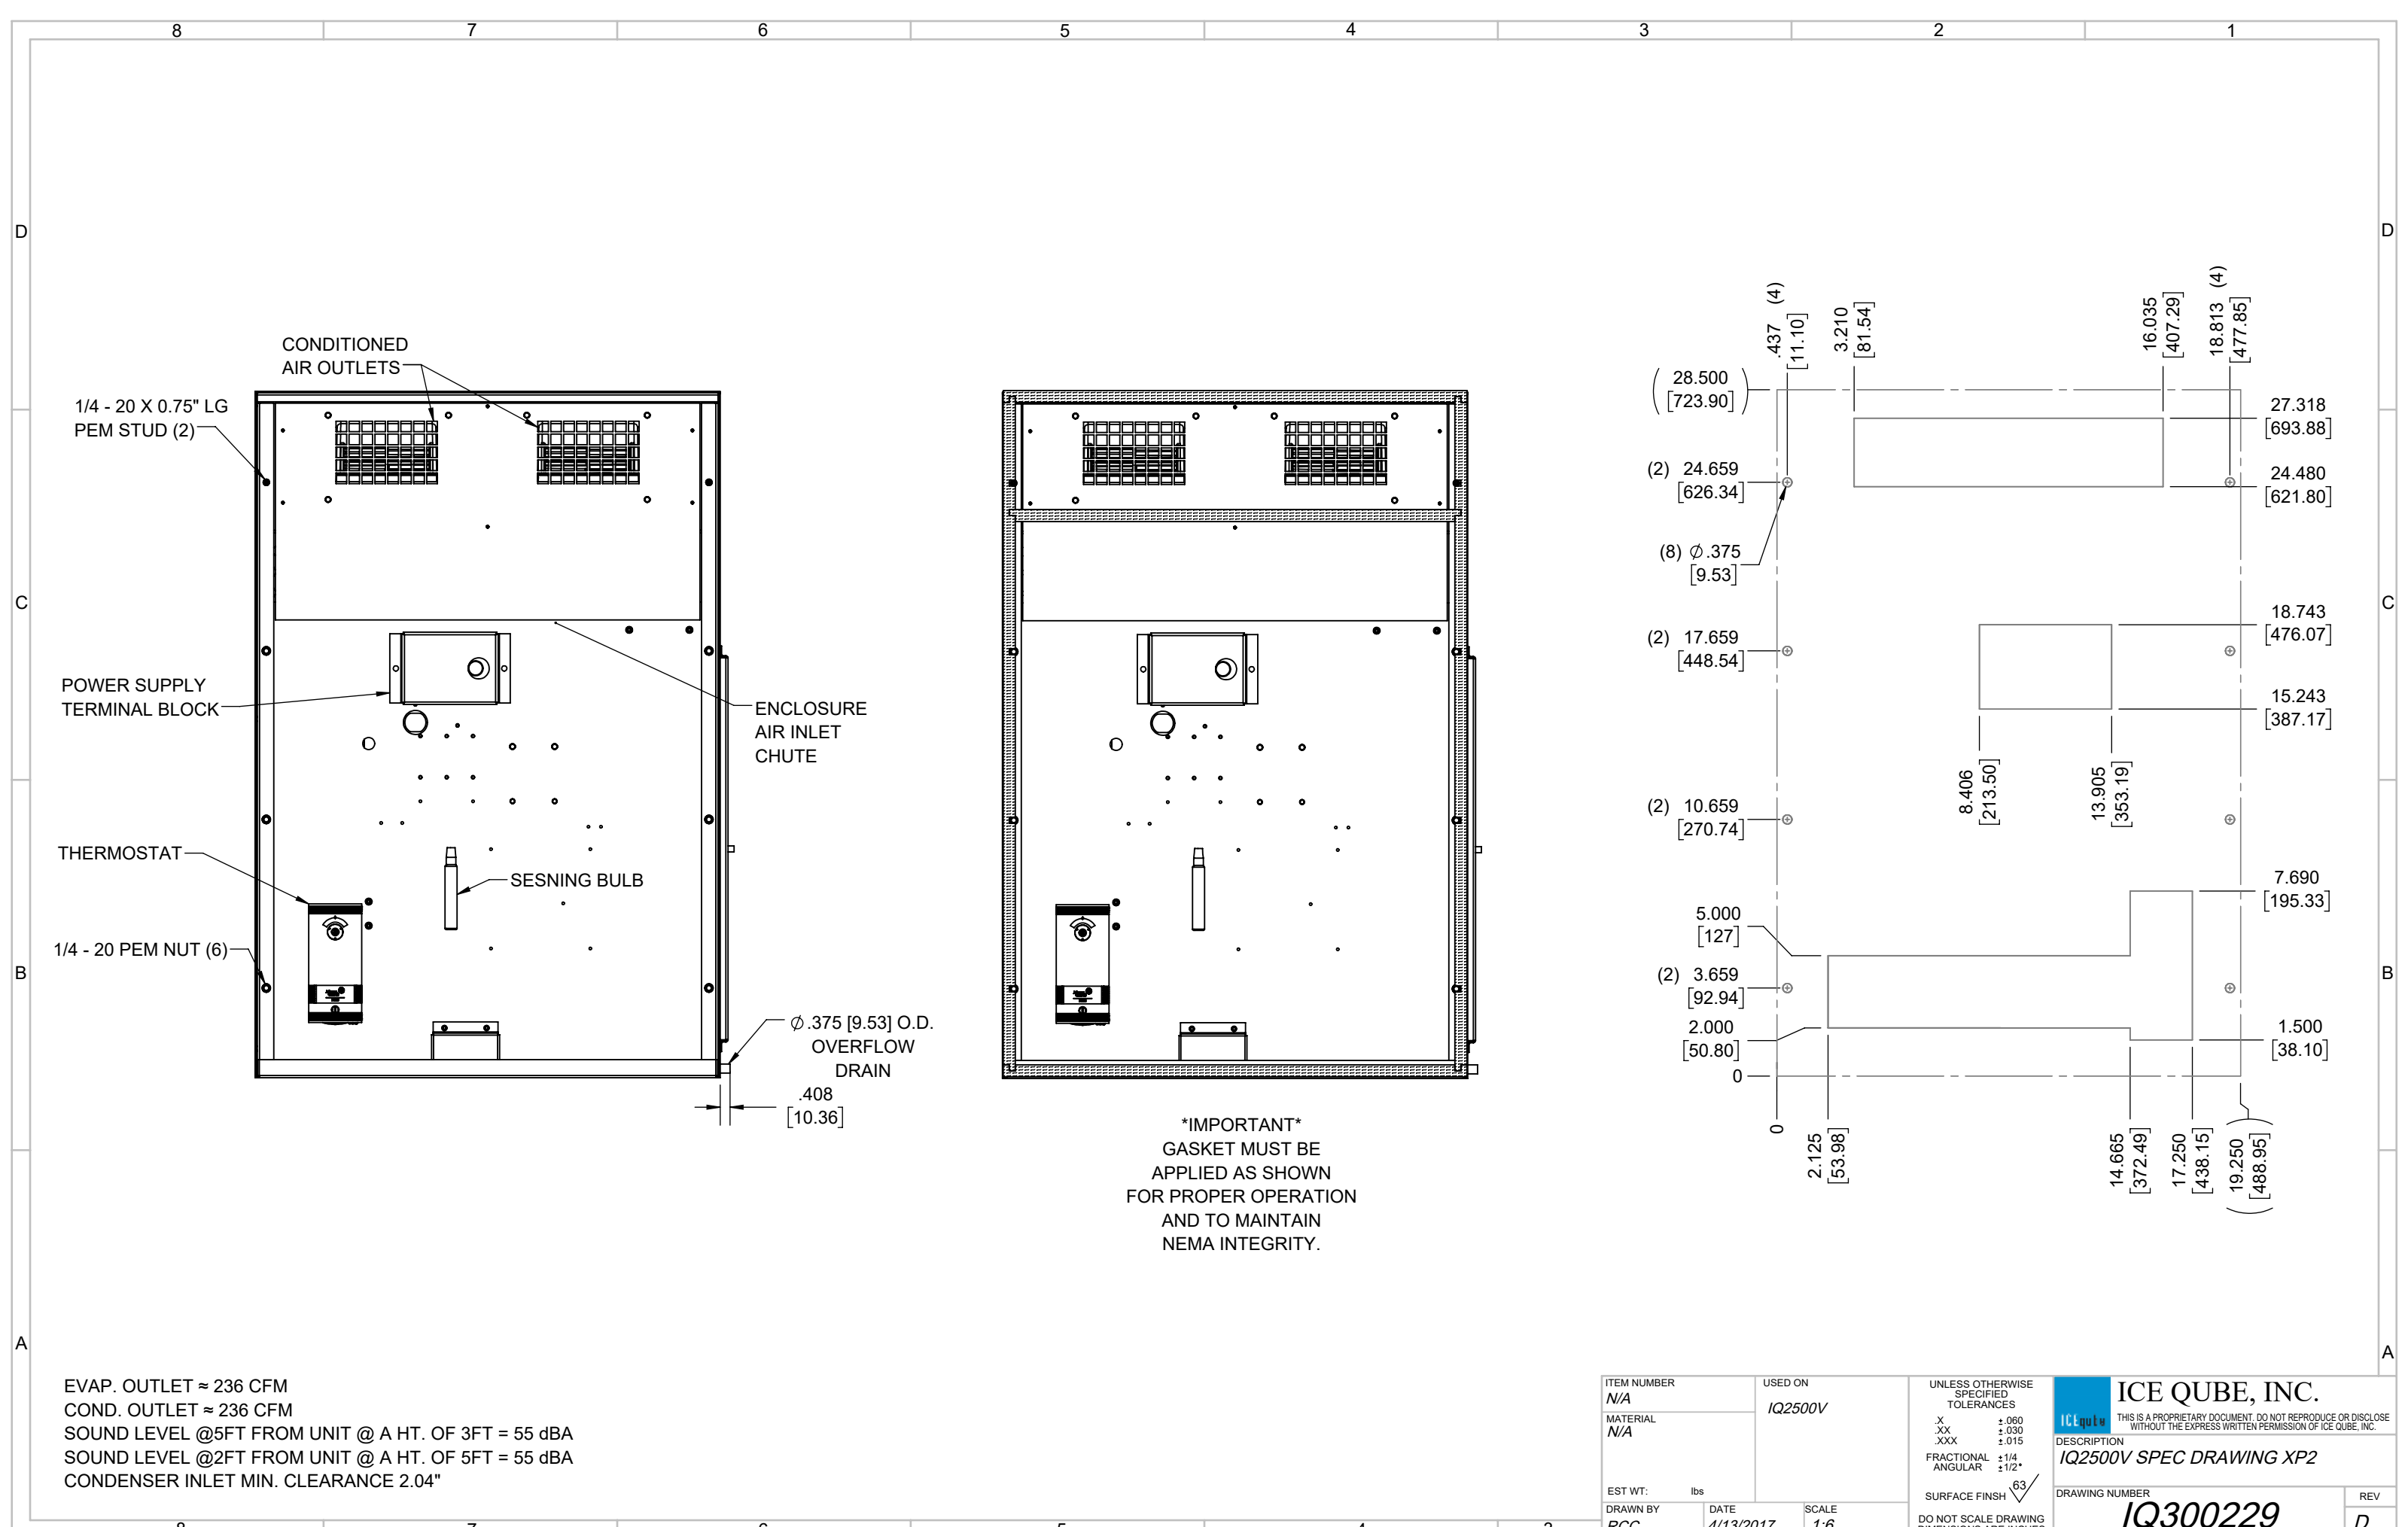 8 7 6 5 4 3 2 1
D
D
C
C
B
B
A
A
CONDITIONED
AIR OUTLETS
1/4 - 20 X 0.75" LG
PEM STUD (2)
POWER SUPPLY
TERMINAL BLOCK
ENCLOSURE
AIR INLET
CHUTE
THERMOSTAT
SESNING BULB
1/4 - 20 PEM NUT (6)
Ø.375 [9.53] O.D.
OVERFLOW
DRAIN
.408
[10.36]
*IMPORTANT*
GASKET MUST BE
APPLIED AS SHOWN
FOR PROPER OPERATION
AND TO MAINTAIN
NEMA INTEGRITY.
.437 (4)
[11.10]
3.210
[81.54]
16.035
[407.29]
18.813 (4)
[477.85]
(28.500
[723.90])
27.318
[693.88]
(2) 24.659
[626.34]
24.480
[621.80]
(8) Ø.375
[9.53]
18.743
[476.07]
(2) 17.659
[448.54]
15.243
[387.17]
8.406
[213.50]
13.905
[353.19]
(2) 10.659
[270.74]
7.690
[195.33]
5.000
[127]
(2) 3.659
[92.94]
2.000
[50.80]
1.500
[38.10]
0
0
2.125
[53.98]
14.665
[372.49]
17.250
[438.15]
(19.250
[488.95])
EVAP. OUTLET ≈ 236 CFM
COND. OUTLET ≈ 236 CFM
SOUND LEVEL @5FT FROM UNIT @ A HT. OF 3FT = 55 dBA
SOUND LEVEL @2FT FROM UNIT @ A HT. OF 5FT = 55 dBA
CONDENSER INLET MIN. CLEARANCE 2.04"
ITEM NUMBER
N/A
USED ON
IQ2500V
MATERIAL
N/A
EST WT: lbs
DRAWN BY
RCC
DATE
4/13/2017
SCALE
1:6
UNLESS OTHERWISE
SPECIFIED
TOLERANCES
.X ±.060
.XX ±.030
.XXX ±.015
FRACTIONAL ±1/4
ANGULAR ±1/2°
SURFACE FINSH 63
DO NOT SCALE DRAWING
DIMENSIONS ARE INCHES
ICEqube
ICE QUBE, INC.
THIS IS A PROPRIETARY DOCUMENT. DO NOT REPRODUCE OR DISCLOSE
WITHOUT THE EXPRESS WRITTEN PERMISSION OF ICE QUBE, INC.
DESCRIPTION
IQ2500V SPEC DRAWING XP2
DRAWING NUMBER
IQ300229
REV
D